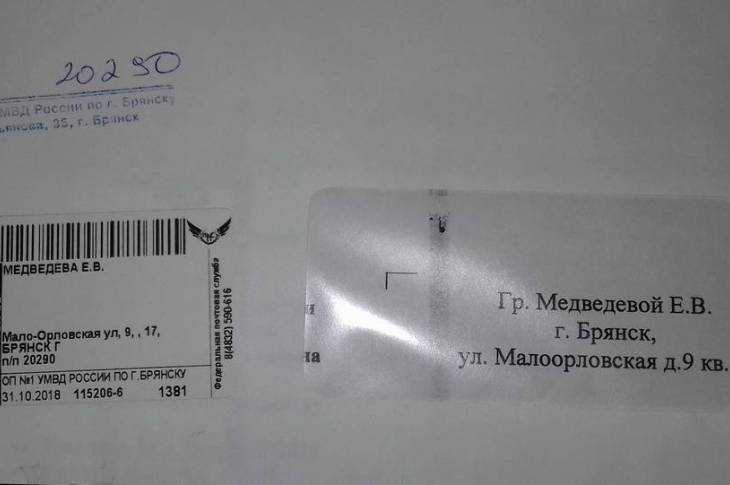 20290
УМВД России по г. Брянску
35, г. Брянск
МЕДВЕДЕВА Е.В.
Мало-Орловская ул, 9, , 17,
БРЯНСК Г
п/п 20290
ОП №1 УМВД РОССИИ ПО Г.БРЯНСКУ
31.10.2018 115206-6 1381
Федеральная почтовая служба
8(4832) 590-616
Гр. Медведевой Е.В.
г. Брянск,
ул. Малоорловская д.9 кв.